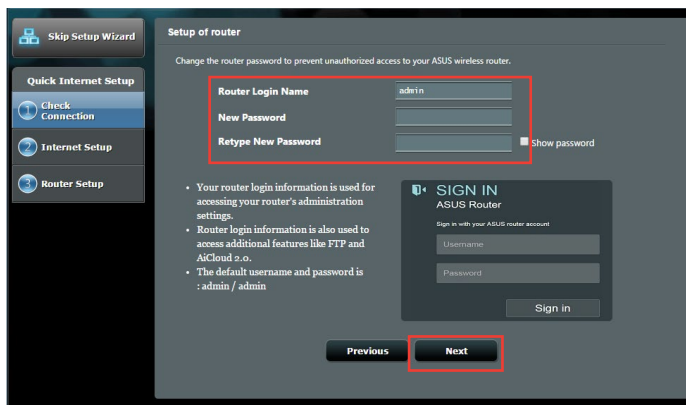 Skip Setup Wizard
Quick Internet Setup
1 Check
Connection
2 Internet Setup
3 Router Setup
Setup of router
Change the router password to prevent unauthorized access to your ASUS wireless router.
Router Login Name admin
New Password
Retype New Password Show password
• Your router login information is used for
accessing your router's administration
settings.
• Router login information is also used to
access additional features like FTP and
AiCloud 2.0.
• The default username and password is
: admin / admin
SIGN IN
ASUS Router
Sign in with your ASUS router account
Username
Password
Sign in
Previous Next